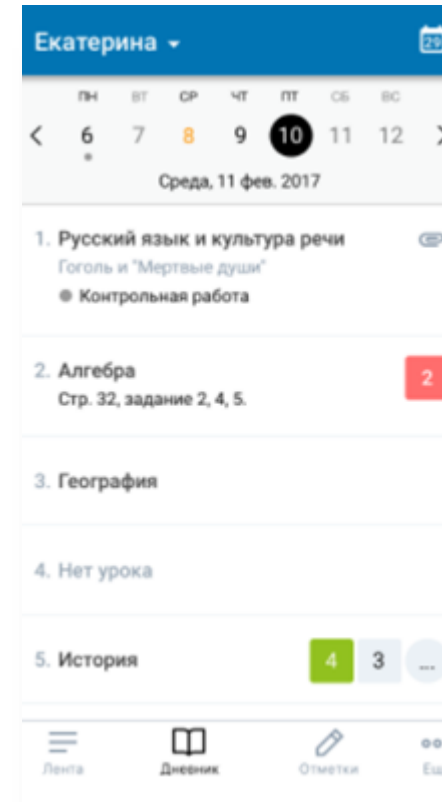 Екатерина
29
ПН ВТ СР ЧТ ПТ СБ ВС
6 7 8 9 10 11 12
Среда, 11 фев. 2017
1. Русский язык и культура речи
Гоголь и "Мертвые души"
Контрольная работа
2. Алгебра
2
Стр. 32, задание 2, 4, 5.
3. География
4. Нет урока
5. История 4 3 ...
Лента Дневник Отметки Ещ